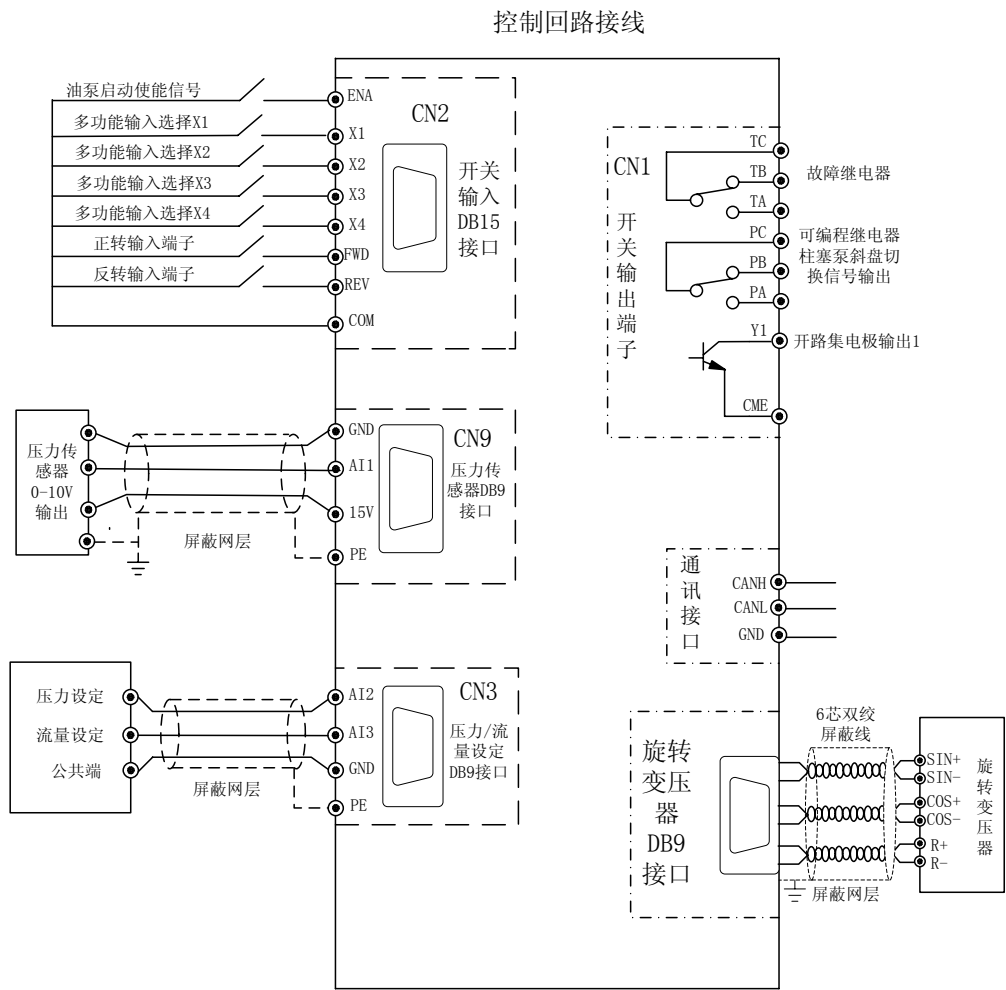 控制回路接线
油泵启动使能信号
多功能输入选择X1
多功能输入选择X2
多功能输入选择X3
多功能输入选择X4
正转输入端子
反转输入端子
ENA
X1
X2
X3
X4
FWD
REV
COM
CN2
开关
输入
DB15
接口
压力传
感器
0-10V
输出
屏蔽网层
GND
AI1
15V
PE
CN9
压力传
感器DB9
接口
压力设定
流量设定
公共端
屏蔽网层
AI2
AI3
GND
PE
CN3
压力/流
量设定
DB9接口
CN1
开
关
输
出
端
子
TC
TB
TA
PC
PB
PA
Y1
CME
故障继电器
可编程继电器
柱塞泵斜盘切
换信号输出
开路集电极输出1
通
讯
接
口
CANH
CANL
GND
旋转
变压
器
DB9
接口
6芯双绞
屏蔽线
屏蔽网层
SIN+
SIN-
COS+
COS-
R+
R-
旋
转
变
压
器